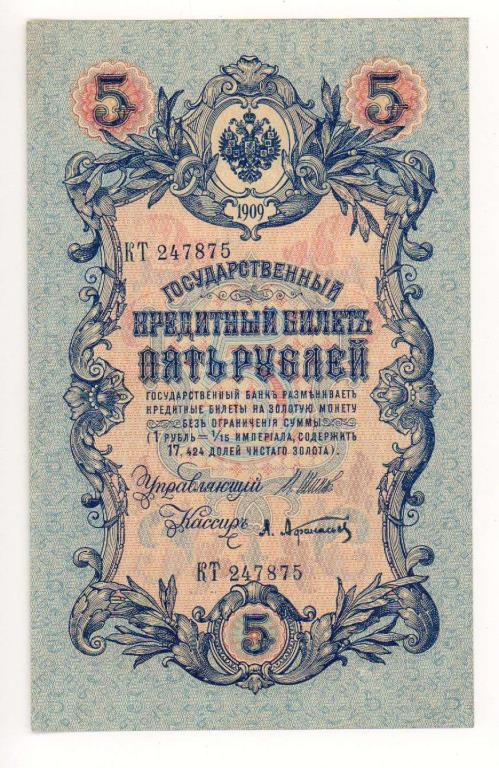 5 5
1909
КТ 247875
ГОСУДАРСТВЕННЫЙ
КРЕДИТНЫЙ БИЛЕТЪ
ПЯТЬ РУБЛЕЙ
ГОСУДАРСТВЕННЫЙ БАНКЪ РАЗМѢНИВАЕТЪ
КРЕДИТНЫЕ БИЛЕТЫ НА ЗОЛОТУЮ МОНЕТУ
БЕЗЪ ОГРАНИЧЕНІЯ СУММЫ
(1 РУБЛЬ = 1/15 ИМПЕРІАЛА, СОДЕРЖИТЪ
17,424 ДОЛЕЙ ЧИСТАГО ЗОЛОТА).
Управляющій
Кассиръ А. Афанасьевъ
КТ 247875
5